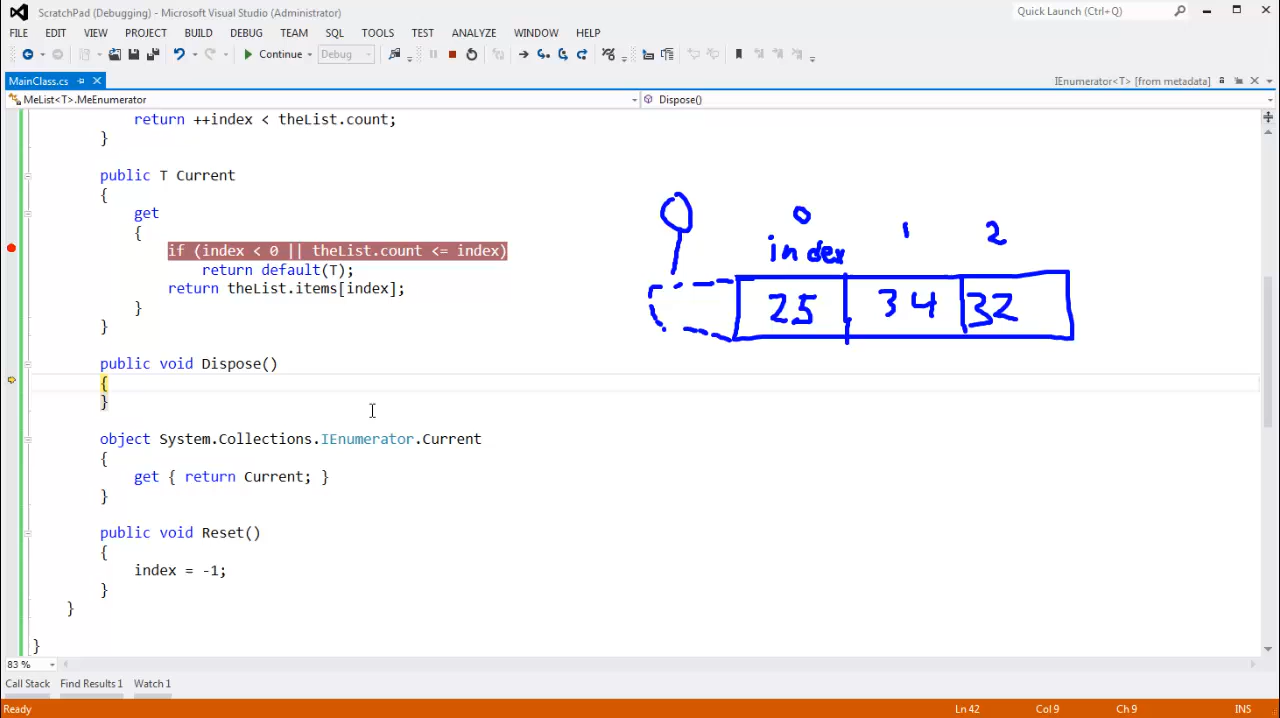 ScratchPad (Debugging) - Microsoft Visual Studio (Administrator)
Quick Launch (Ctrl+Q)
FILE EDIT VIEW PROJECT BUILD DEBUG TEAM SQL TOOLS TEST ANALYZE WINDOW HELP
Continue Debug
MainClass.cs
IEnumerator<T> [from metadata]
MeList<T>.MeEnumerator
Dispose()
return ++index < theList.count;
}
public T Current
{
get
{
if (index < 0 || theList.count <= index)
return default(T);
return theList.items[index];
}
}
public void Dispose()
{
}
object System.Collections.IEnumerator.Current
{
get { return Current; }
}
public void Reset()
{
index = -1;
}
}
}
0 1 2
index
25 34 32
83 %
Call Stack Find Results 1 Watch 1
Ready Ln 42 Col 9 Ch 9 INS